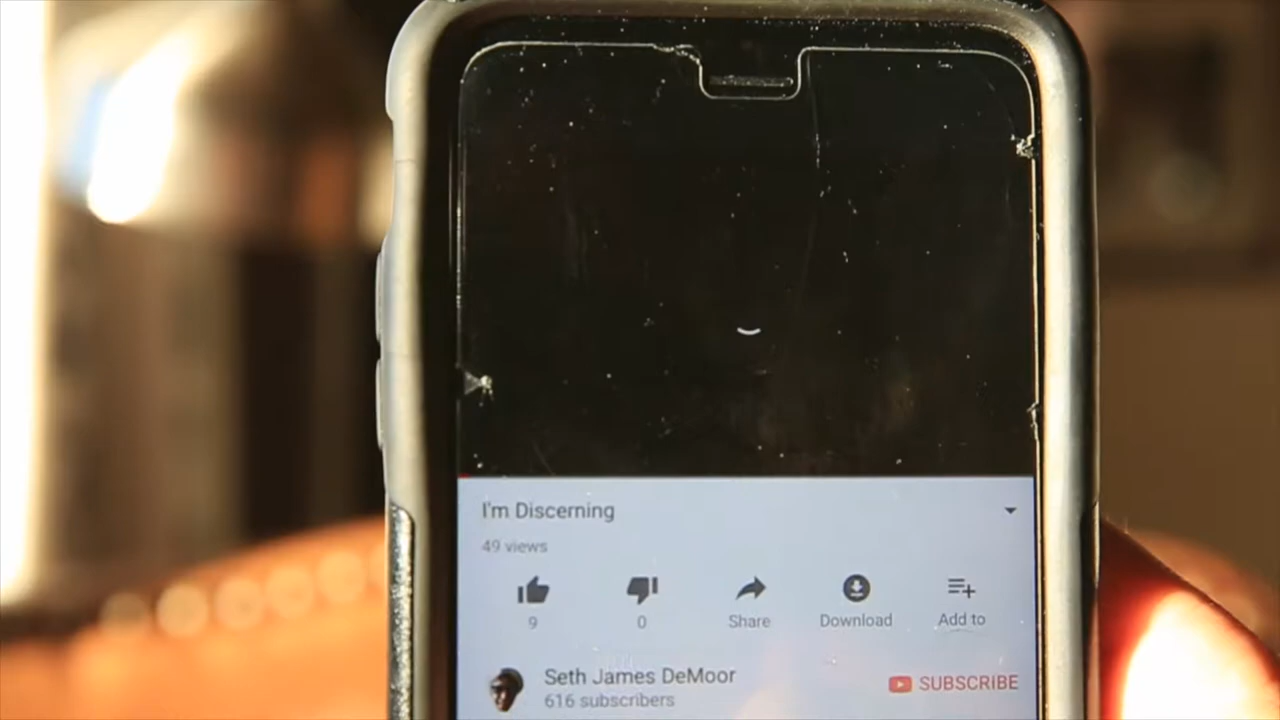 I'm Discerning
49 views
9 0 Share Download Add to
Seth James DeMoor
616 subscribers
SUBSCRIBE